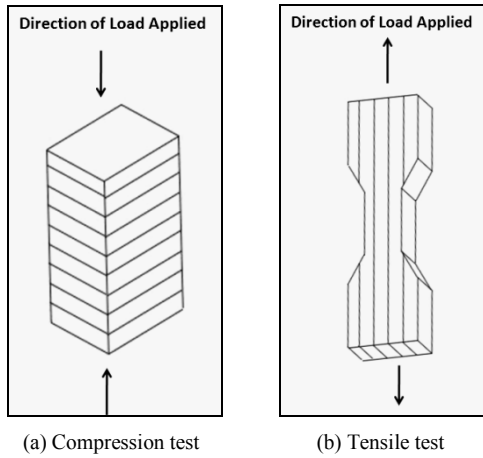 Direction of Load Applied
Direction of Load Applied
(a) Compression test
(b) Tensile test